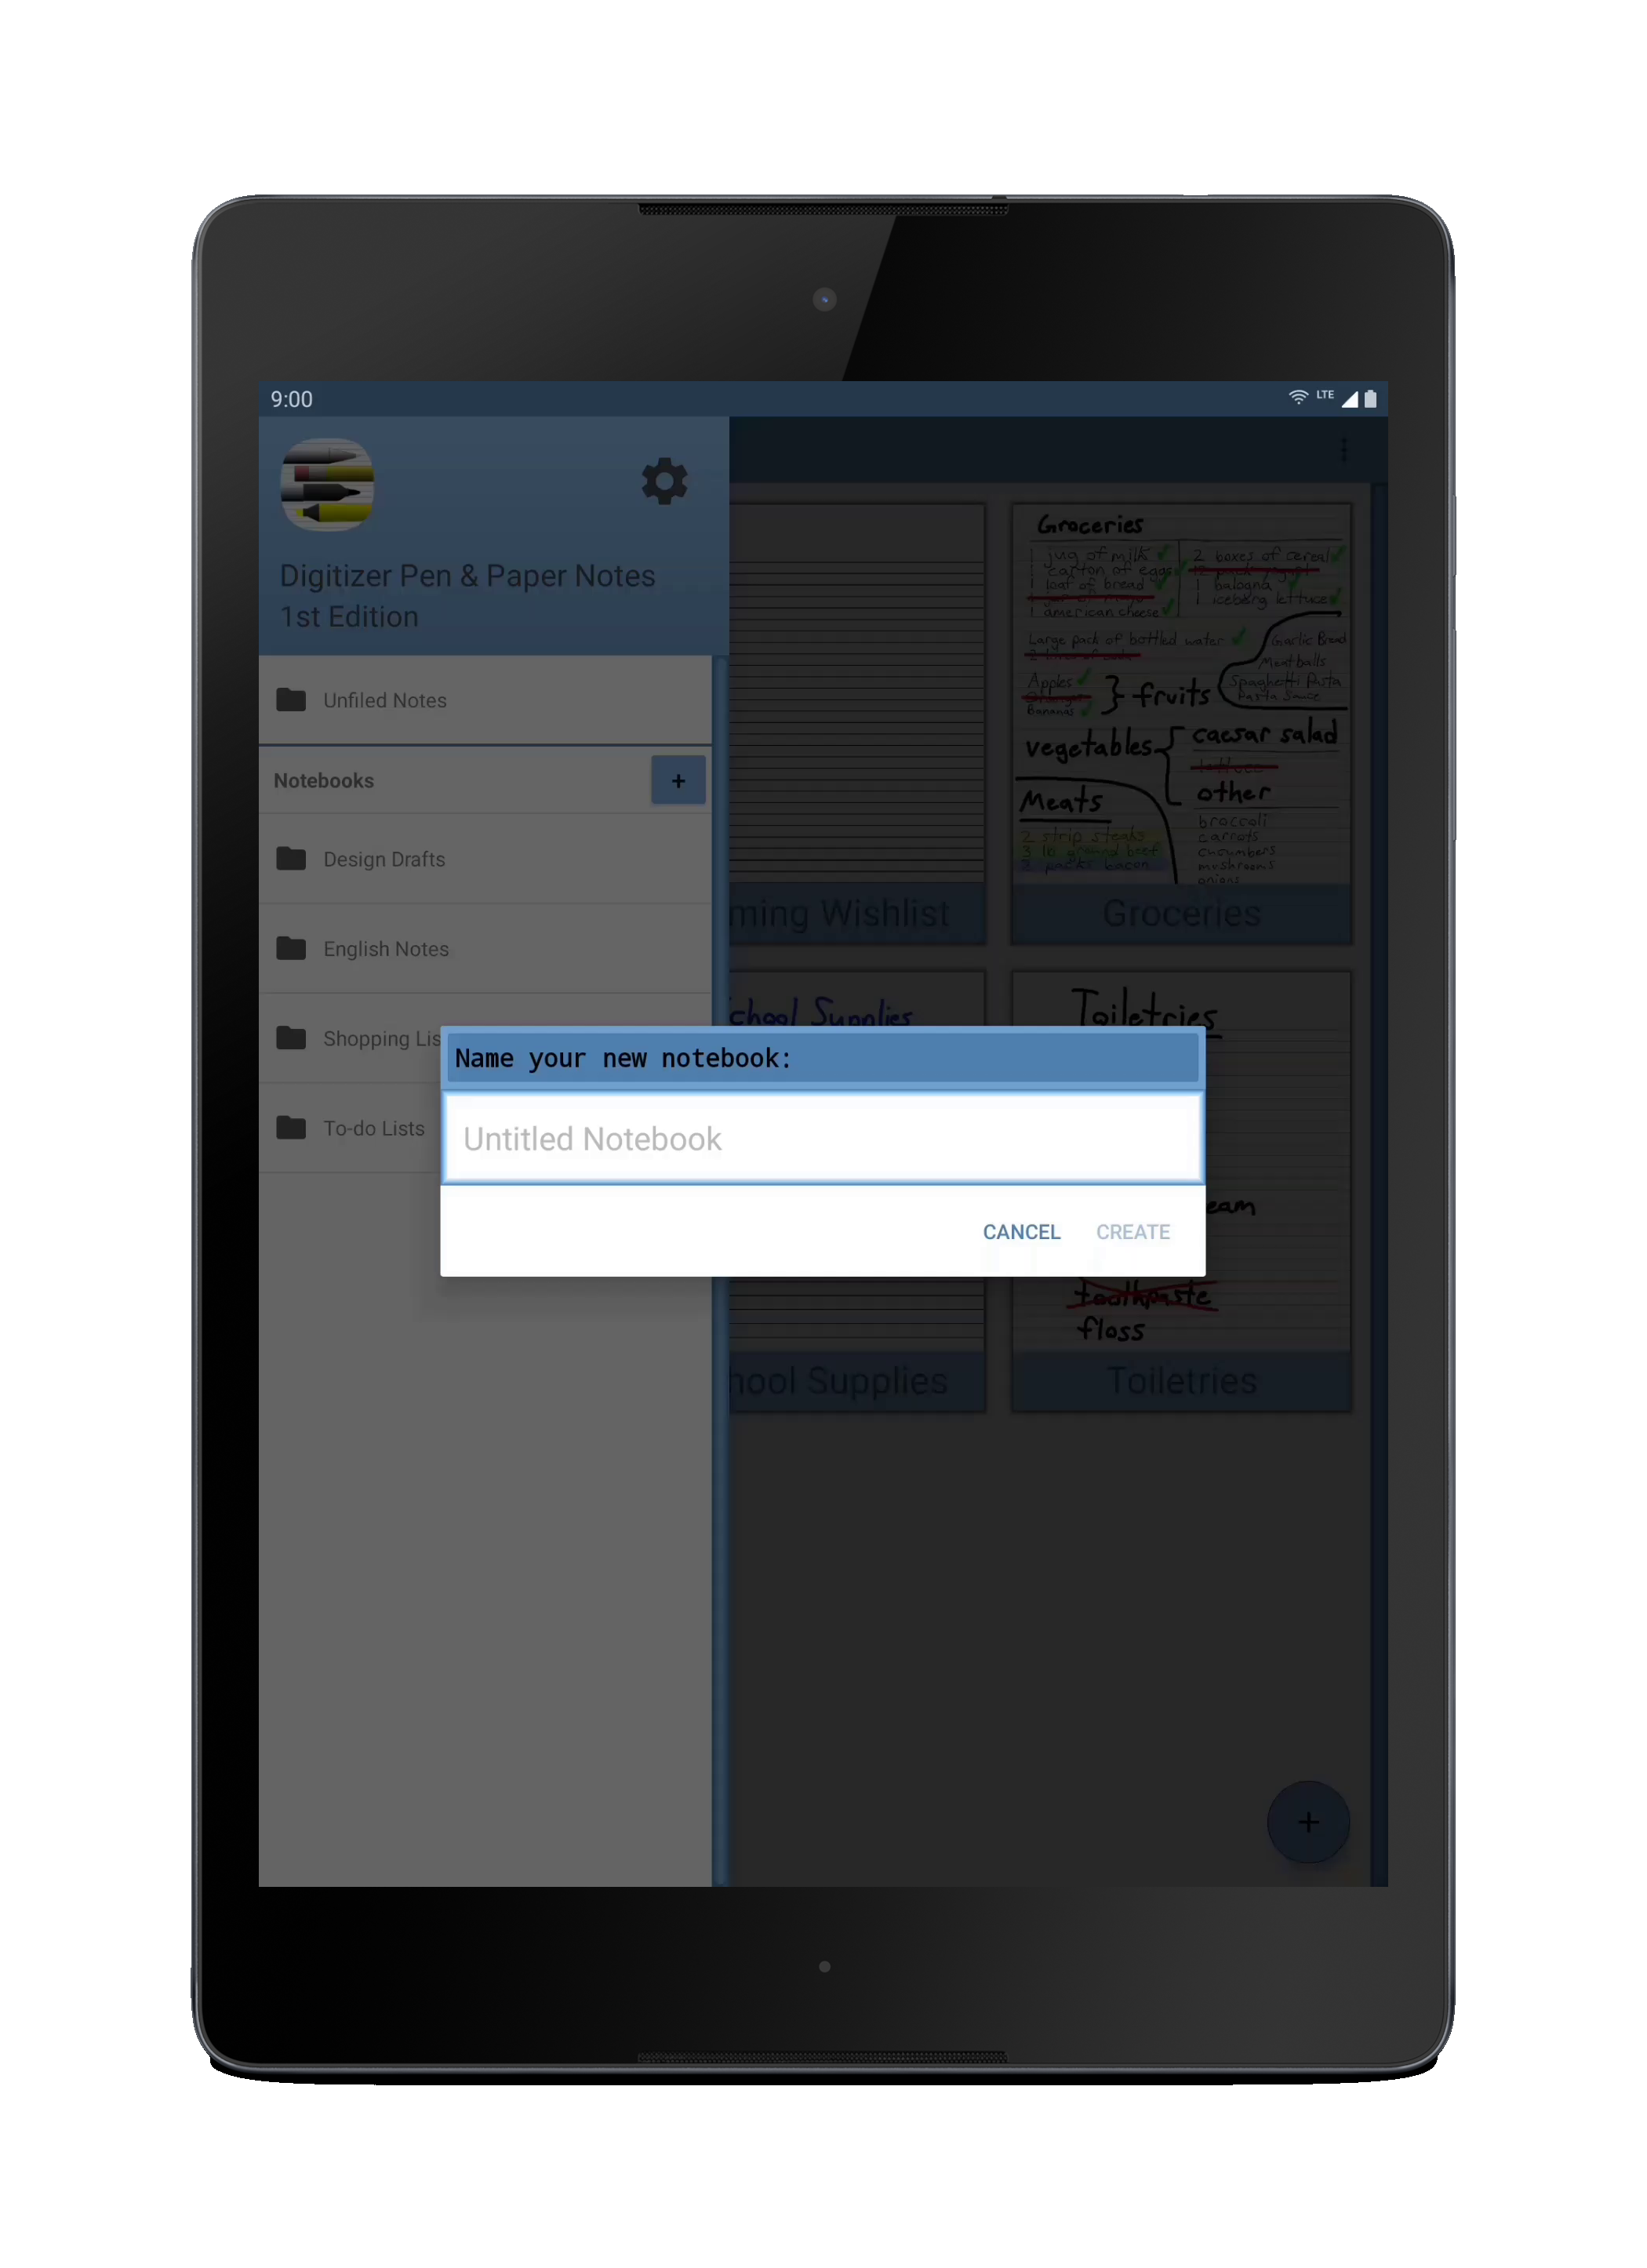 9:00
LTE
Digitizer Pen & Paper Notes
1st Edition
Unfiled Notes
Notebooks
+
Design Drafts
English Notes
Shopping Lis
To-do Lists
ming Wishlist
Groceries
1 jug of milk
1 carton of eggs
1 loaf of bread
1 american cheese
2 boxes of cereal
1 balogna
1 iceberg lettuce
Large pack of bottled water
Garlic Bread
Meatballs
Spaghetti Pasta
Pasta Sauce
Apples
Bananas
} fruits
vegetables {
caesar salad
lettuce
other
broccoli
carrots
cucumbers
mushrooms
onions
Meats
2 strip steaks
3 lb ground beef
packs bacon
Groceries
chool Supplies
hool Supplies
Toiletries
eam
toothpaste
floss
Toiletries
Name your new notebook:
Untitled Notebook
CANCEL
CREATE
+